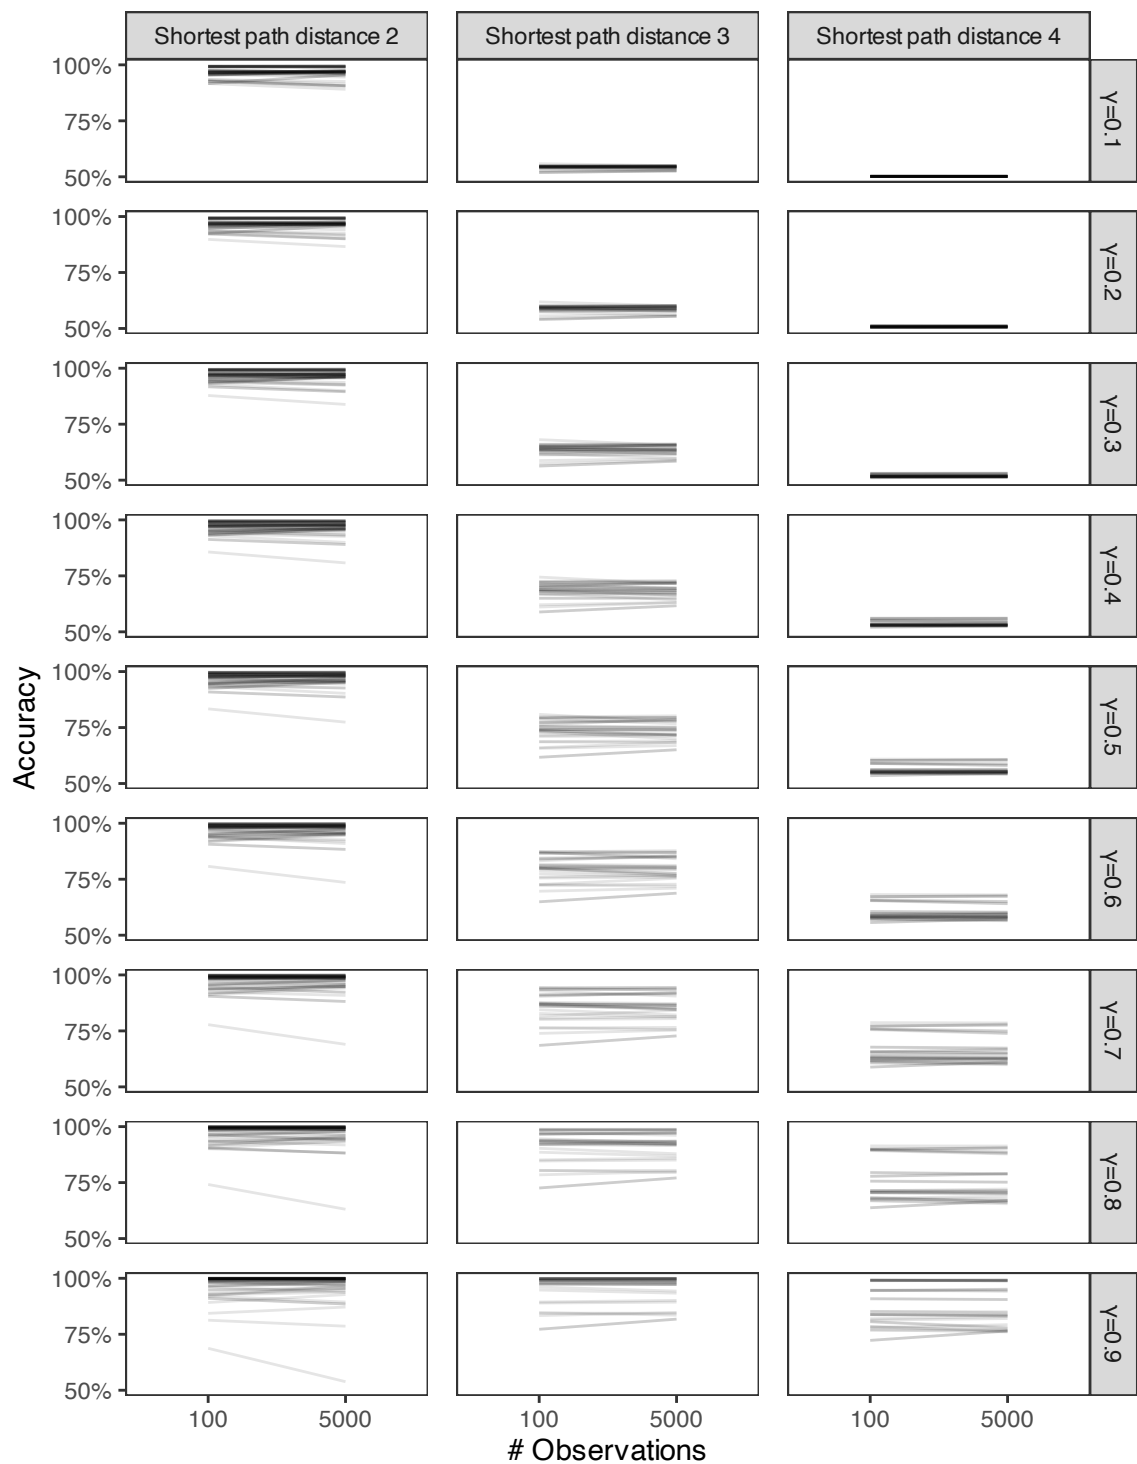 Shortest path distance 2
Shortest path distance 3
Shortest path distance 4
100%
75%
50%
γ=0.1
100%
75%
50%
γ=0.2
100%
75%
50%
γ=0.3
100%
75%
50%
γ=0.4
Accuracy
100%
75%
50%
γ=0.5
100%
75%
50%
γ=0.6
100%
75%
50%
γ=0.7
100%
75%
50%
γ=0.8
100%
75%
50%
γ=0.9
100 5000
100 5000
100 5000
# Observations